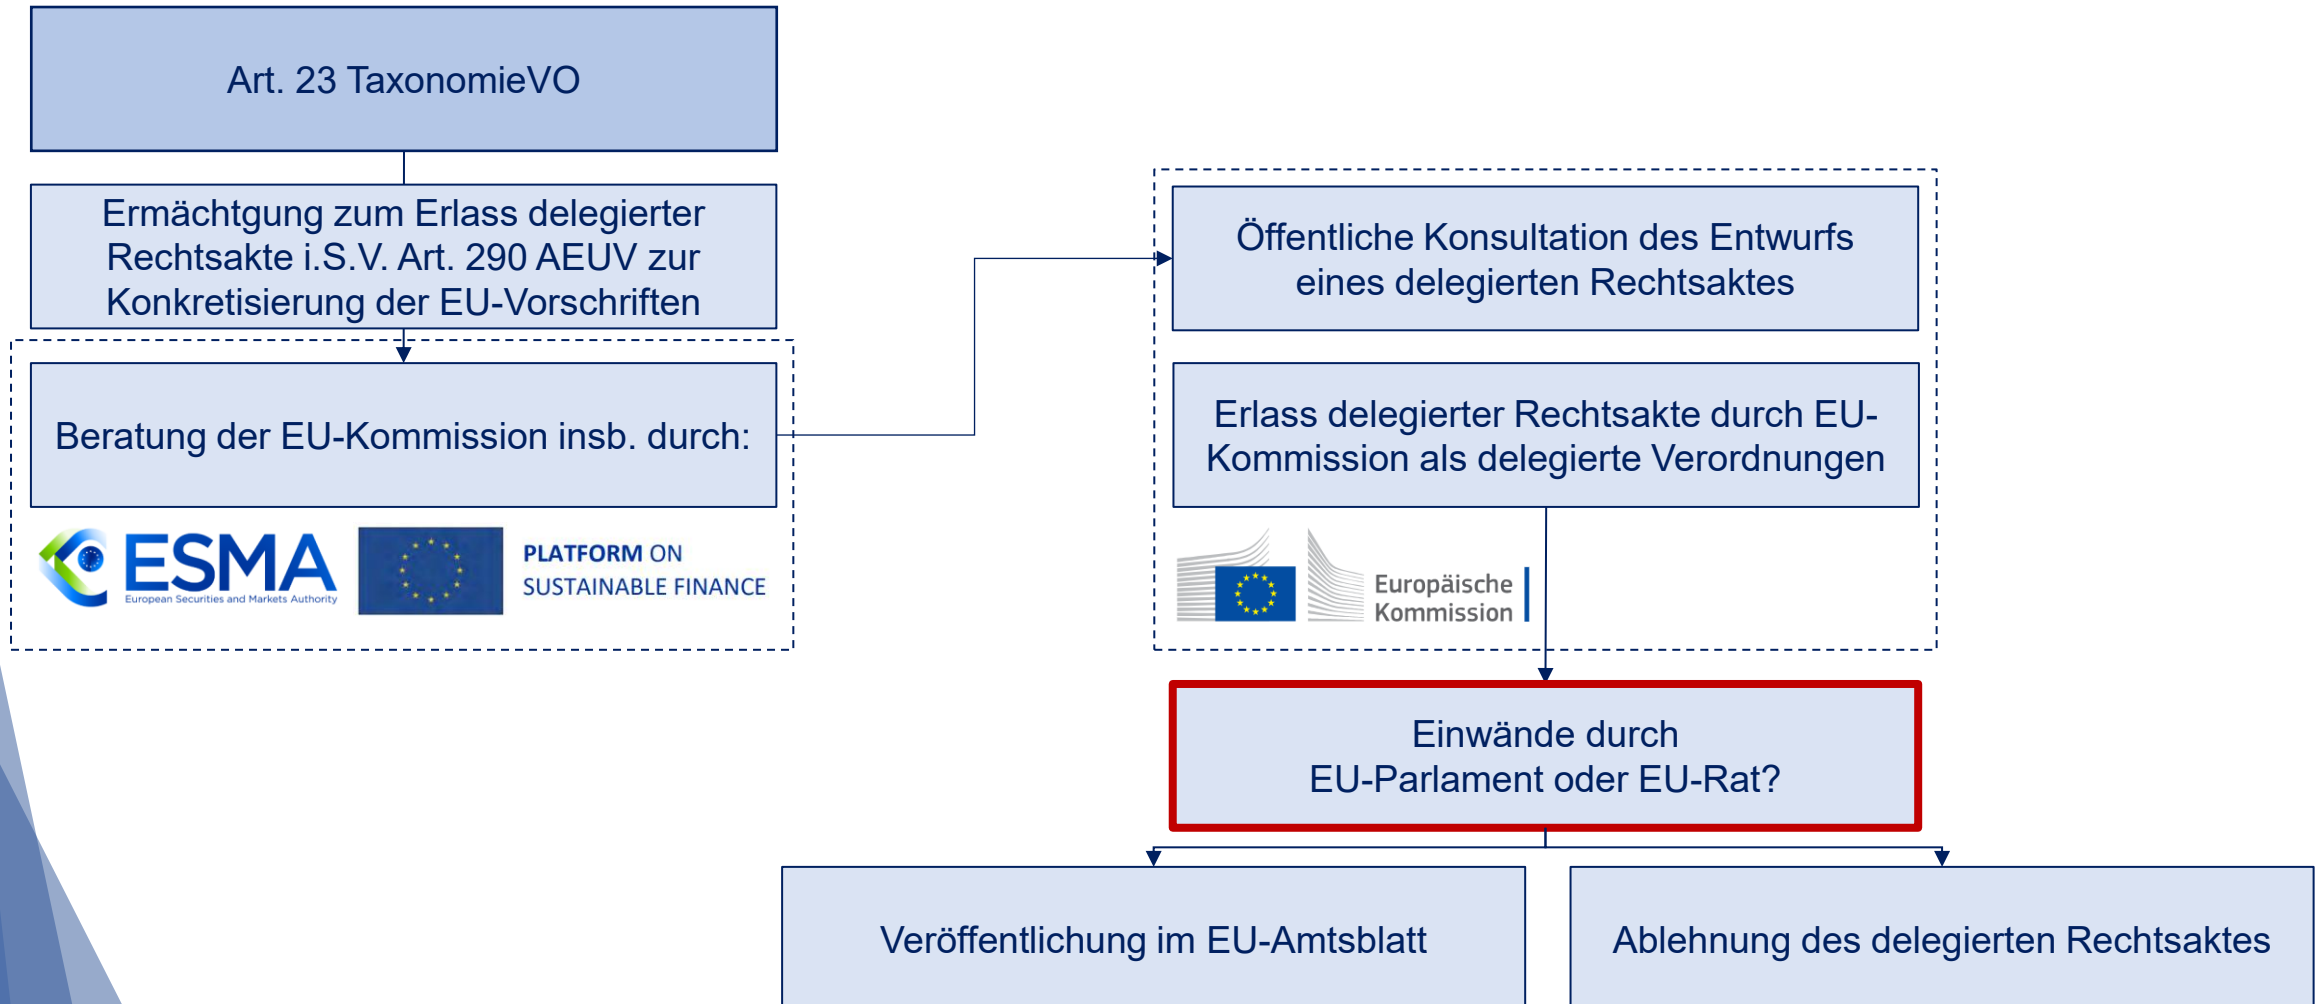 Art. 23 TaxonomieVO
Ermächtgung zum Erlass delegierter
Rechtsakte i.S.V. Art. 290 AEUV zur
Konkretisierung der EU-Vorschriften
Beratung der EU-Kommission insb. durch:
ESMA
European Securities and Markets Authority
PLATFORM ON
SUSTAINABLE FINANCE
Öffentliche Konsultation des Entwurfs
eines delegierten Rechtsaktes
Erlass delegierter Rechtsakte durch EU-
Kommission als delegierte Verordnungen
Europäische
Kommission
Einwände durch
EU-Parlament oder EU-Rat?
Veröffentlichung im EU-Amtsblatt
Ablehnung des delegierten Rechtsaktes